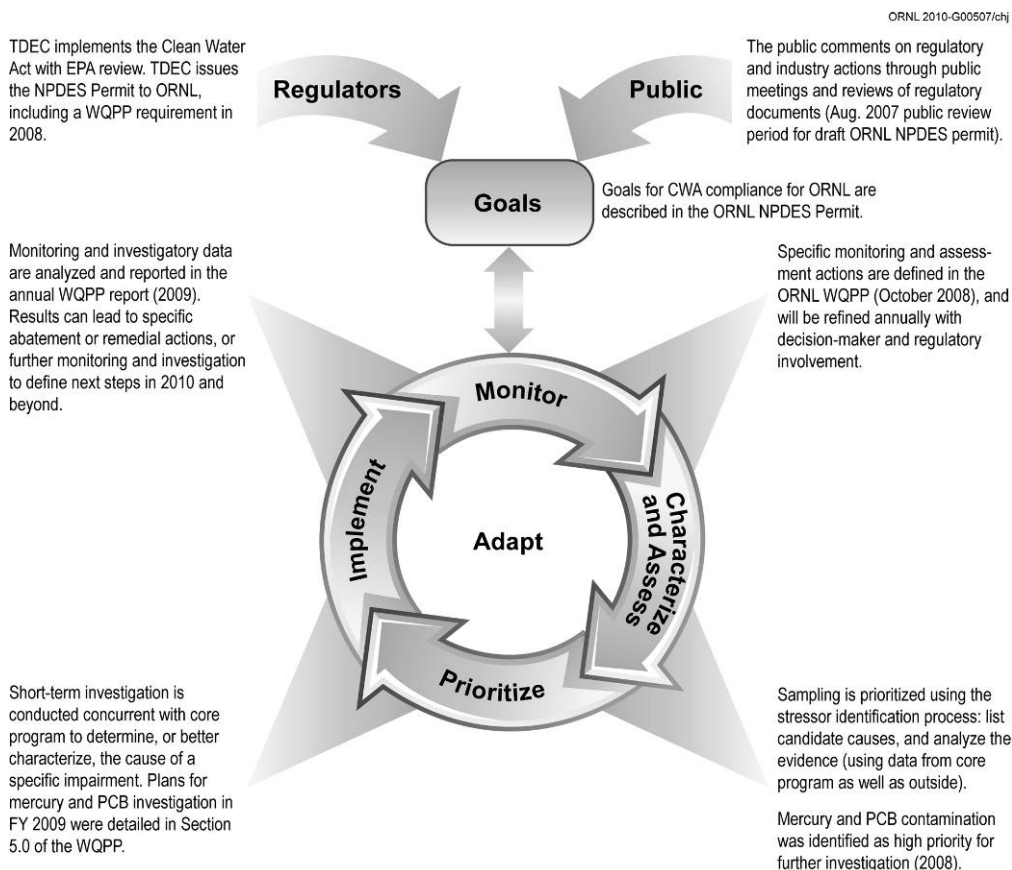 ORNL 2010-G00507/chj
TDEC implements the Clean Water
Act with EPA review. TDEC issues
the NPDES Permit to ORNL,
including a WQPP requirement in
2008.
Regulators
Public
The public comments on regulatory
and industry actions through public
meetings and reviews of regulatory
documents (Aug. 2007 public review
period for draft ORNL NPDES permit).
Goals
Goals for CWA compliance for ORNL are
described in the ORNL NPDES Permit.
Monitoring and investigatory data
are analyzed and reported in the
annual WQPP report (2009).
Results can lead to specific
abatement or remedial actions, or
further monitoring and investigation
to define next steps in 2010 and
beyond.
Specific monitoring and assess-
ment actions are defined in the
ORNL WQPP (October 2008), and
will be refined annually with
decision-maker and regulatory
involvement.
Monitor
Characterize
and Assess
Prioritize
Implement
Adapt
Short-term investigation is
conducted concurrent with core
program to determine, or better
characterize, the cause of a
specific impairment. Plans for
mercury and PCB investigation in
FY 2009 were detailed in Section
5.0 of the WQPP.
Sampling is prioritized using the
stressor identification process: list
candidate causes, and analyze the
evidence (using data from core
program as well as outside).
Mercury and PCB contamination
was identified as high priority for
further investigation (2008).